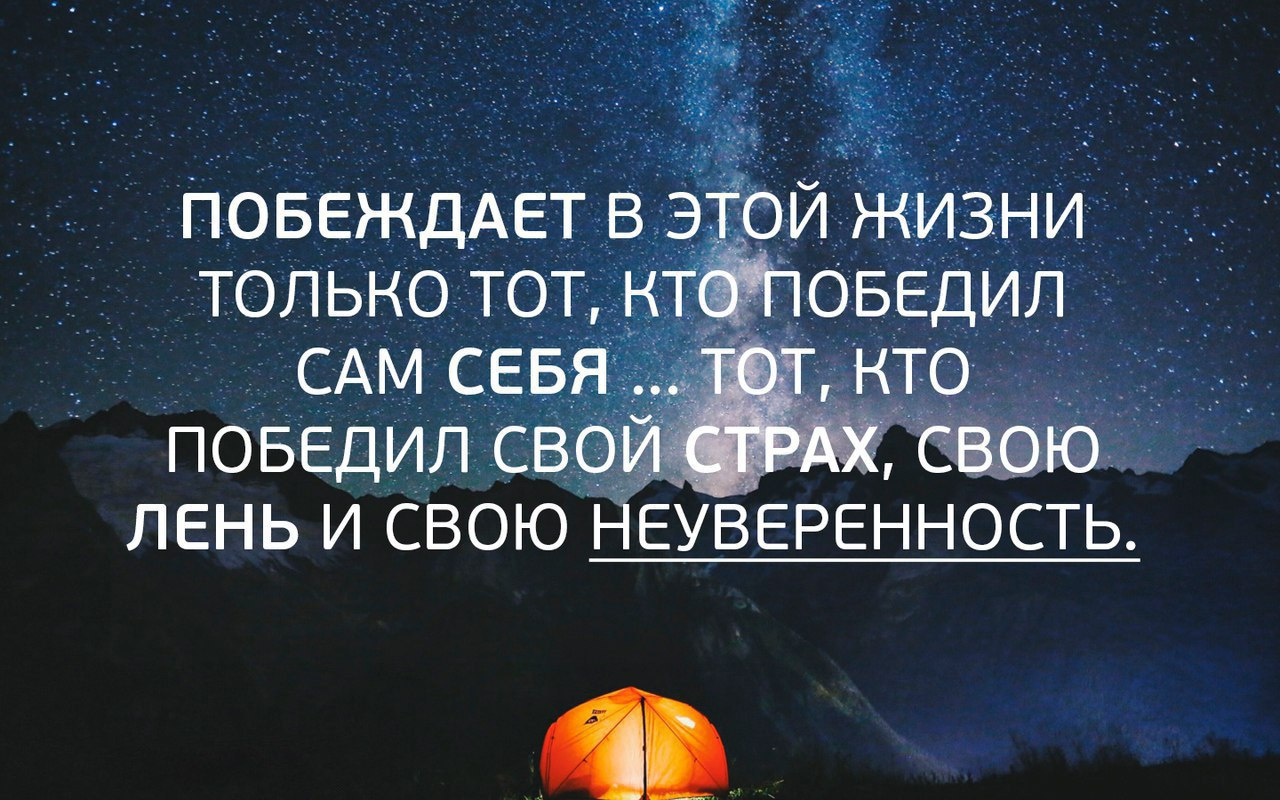 ПОБЕЖДАЕТ В ЭТОЙ ЖИЗНИ
ТОЛЬКО ТОТ, КТО ПОБЕДИЛ
САМ СЕБЯ ... ТОТ, КТО
ПОБЕДИЛ СВОЙ СТРАХ, СВОЮ
ЛЕНЬ И СВОЮ НЕУВЕРЕННОСТЬ.